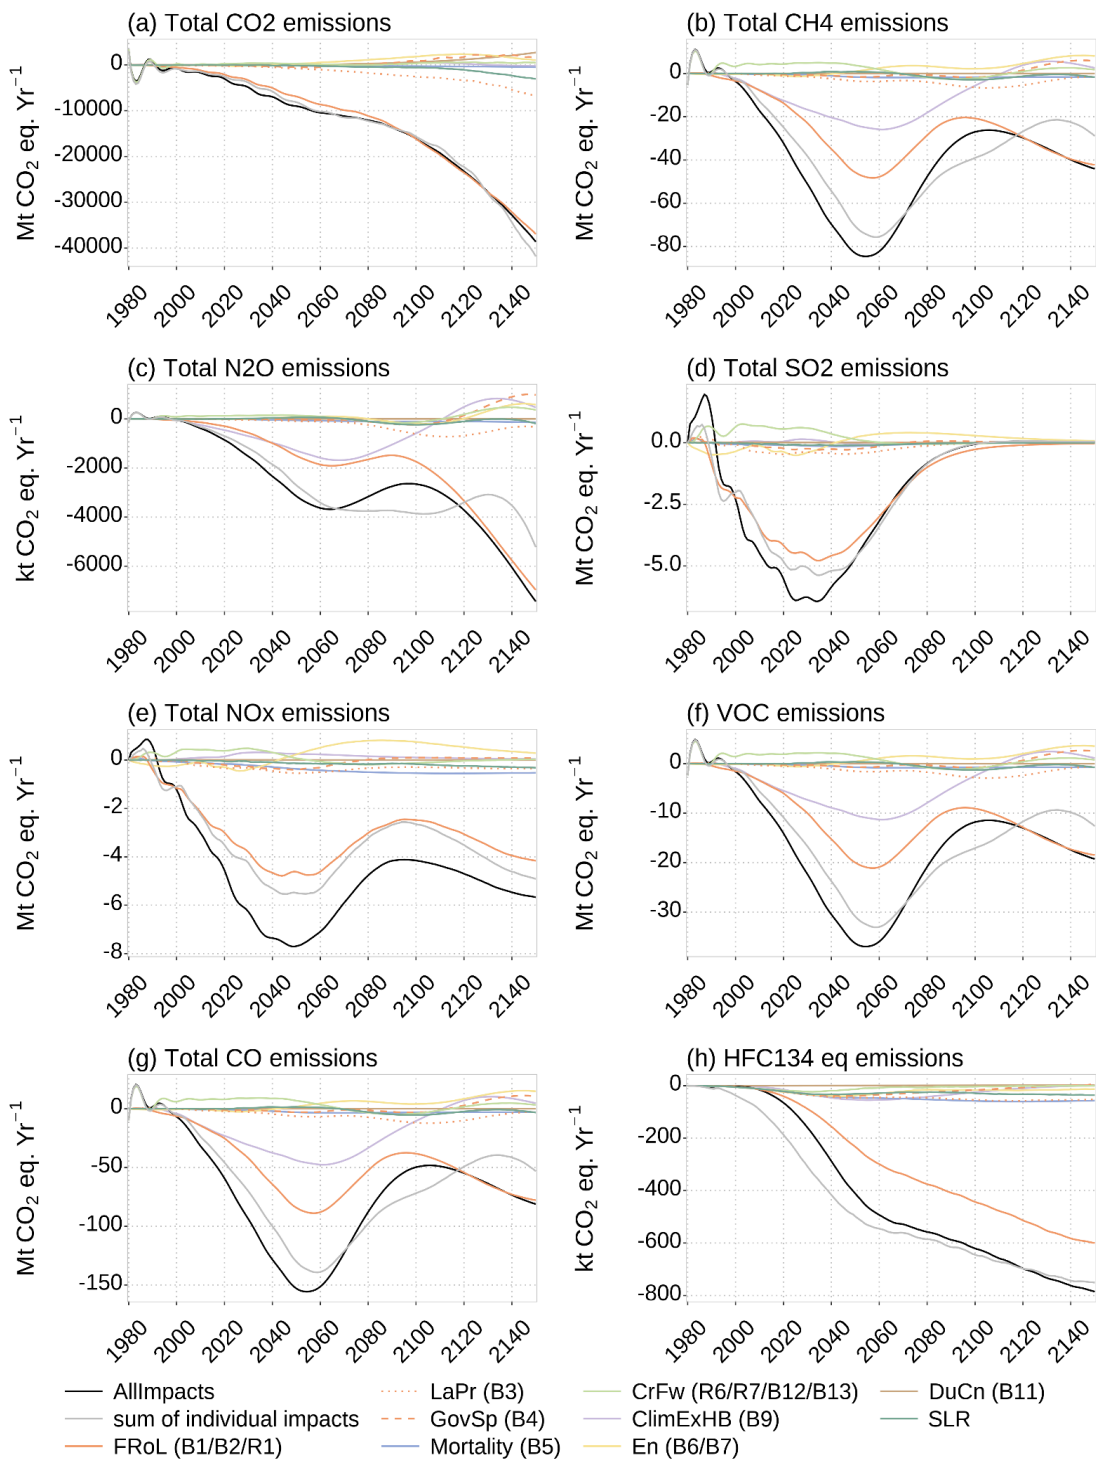 (a) Total CO2 emissions
Mt CO₂ eq. Yr⁻¹
0
-10000
-20000
-30000
-40000
1980 2000 2020 2040 2060 2080 2100 2120 2140
(b) Total CH4 emissions
Mt CO₂ eq. Yr⁻¹
0
-20
-40
-60
-80
1980 2000 2020 2040 2060 2080 2100 2120 2140
(c) Total N2O emissions
kt CO₂ eq. Yr⁻¹
0
-2000
-4000
-6000
1980 2000 2020 2040 2060 2080 2100 2120 2140
(d) Total SO2 emissions
Mt CO₂ eq. Yr⁻¹
0.0
-2.5
-5.0
1980 2000 2020 2040 2060 2080 2100 2120 2140
(e) Total NOx emissions
Mt CO₂ eq. Yr⁻¹
0
-2
-4
-6
-8
1980 2000 2020 2040 2060 2080 2100 2120 2140
(f) VOC emissions
Mt CO₂ eq. Yr⁻¹
0
-10
-20
-30
1980 2000 2020 2040 2060 2080 2100 2120 2140
(g) Total CO emissions
Mt CO₂ eq. Yr⁻¹
0
-50
-100
-150
1980 2000 2020 2040 2060 2080 2100 2120 2140
(h) HFC134 eq emissions
kt CO₂ eq. Yr⁻¹
0
-200
-400
-600
-800
1980 2000 2020 2040 2060 2080 2100 2120 2140
AllImpacts
sum of individual impacts
FRoL (B1/B2/R1)
LaPr (B3)
GovSp (B4)
Mortality (B5)
CrFw (R6/R7/B12/B13)
ClimExHB (B9)
En (B6/B7)
DuCn (B11)
SLR